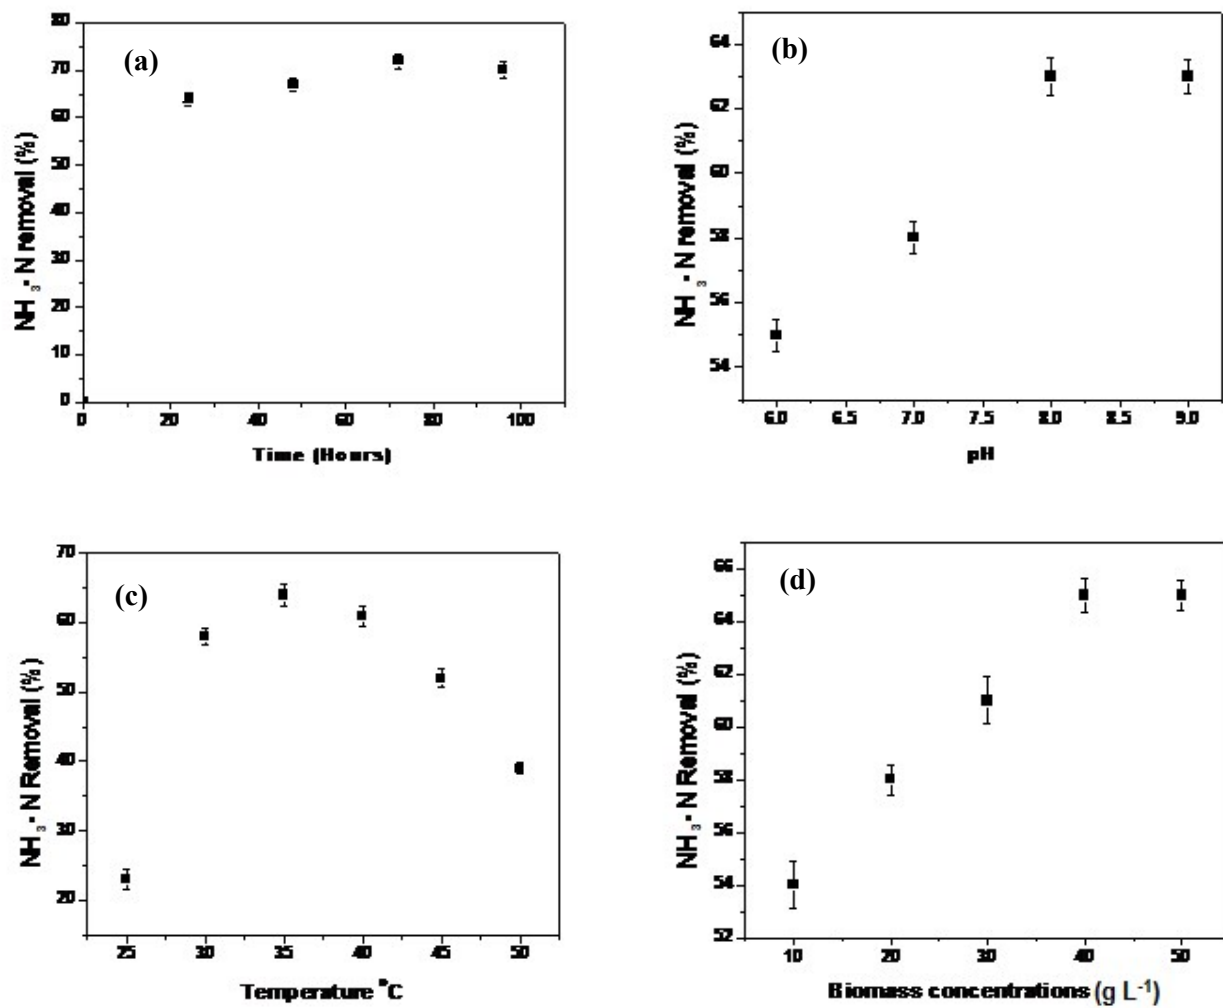 (a)
NH3-N removal (%)
80
70
60
50
40
30
20
10
0
0 20 40 60 80 100
Time (Hours)
(b)
NH3-N removal (%)
64
62
60
58
56
54
6.0 6.5 7.0 7.5 8.0 8.5 9.0
pH
(c)
NH3-N Removal (%)
70
60
50
40
30
20
25 30 35 40 45 50
Temperature °C
(d)
NH3-N Removal (%)
66
64
62
60
58
56
54
52
10 20 30 40 50
Biomass concentrations (g L-1)